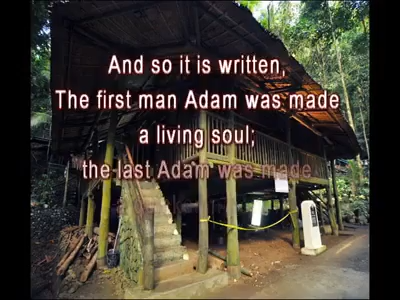 And so it is written,
The first man Adam was made
a living soul;
the last Adam was made